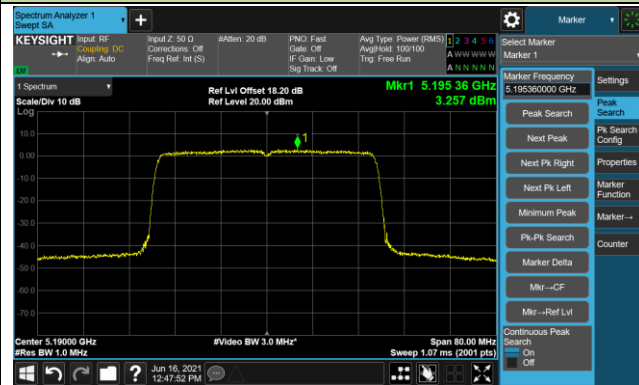 Spectrum Analyzer 1
Swept SA
Marker
KEYSIGHT
Input: RF
Coupling: DC
Align: Auto
Input Z: 50 Ω
Corrections: Off
Freq Ref: Int (S)
#Atten: 20 dB
PNO: Fast
Gate: Off
IF Gain: Low
Sig Track: Off
Avg Type: Power (RMS)
Avg|Hold: 100/100
Trig: Free Run
1 2 3 4 5 6
A W W W W W
A N N N N N
Select Marker
Marker 1
1 Spectrum
Scale/Div 10 dB
Log
Ref Lvl Offset 18.20 dB
Ref Level 20.00 dBm
Mkr1 5.195 36 GHz
3.257 dBm
1
10.0
0.00
-10.0
-20.0
-30.0
-40.0
-50.0
-60.0
-70.0
Center 5.19000 GHz
#Res BW 1.0 MHz
#Video BW 3.0 MHz*
Span 80.00 MHz
Sweep 1.07 ms (2001 pts)
Marker Frequency
5.195360000 GHz
Peak Search
Next Peak
Next Pk Right
Next Pk Left
Minimum Peak
Pk-Pk Search
Marker Delta
Mkr→CF
Mkr→Ref Lvl
Continuous Peak
Search
On
Off
Settings
Peak
Search
Pk Search
Config
Properties
Marker
Function
Marker→
Counter
Jun 16, 2021
12:47:52 PM